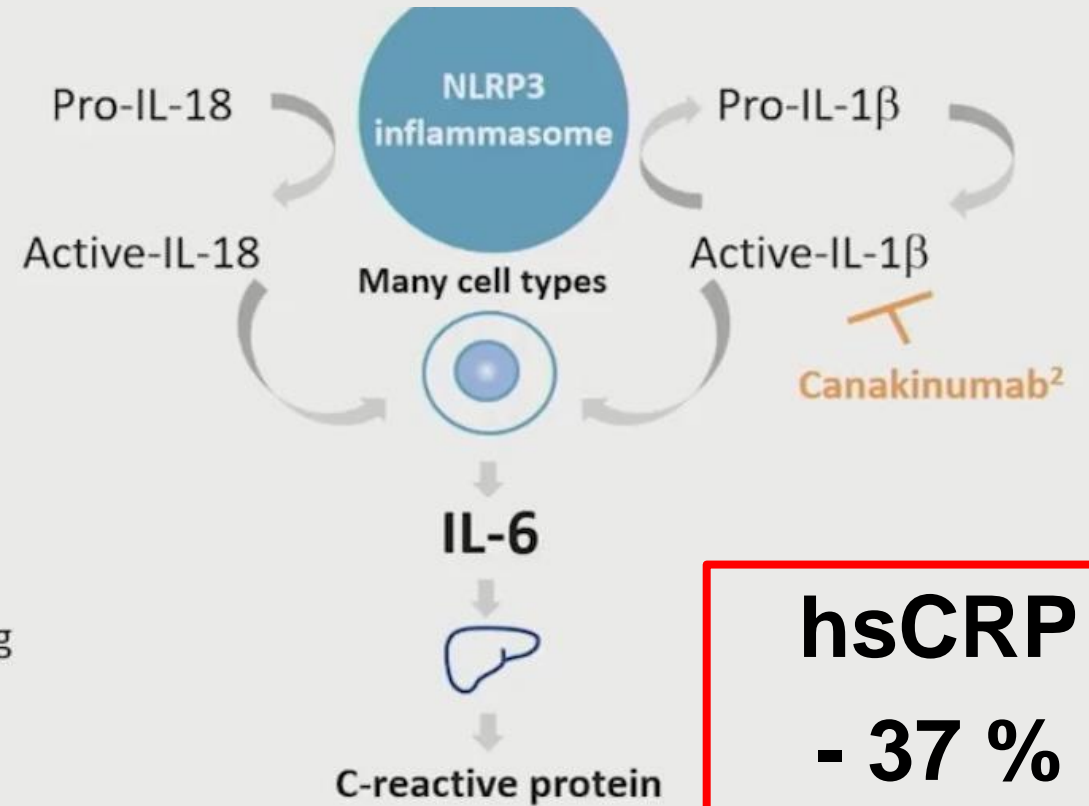 NLRP3
inflammasome
Pro-IL-18
Pro-IL-1β
Active-IL-18
Active-IL-1β
Many cell types
Canakinumab²
IL-6
hsCRP
- 37 %
C-reactive protein